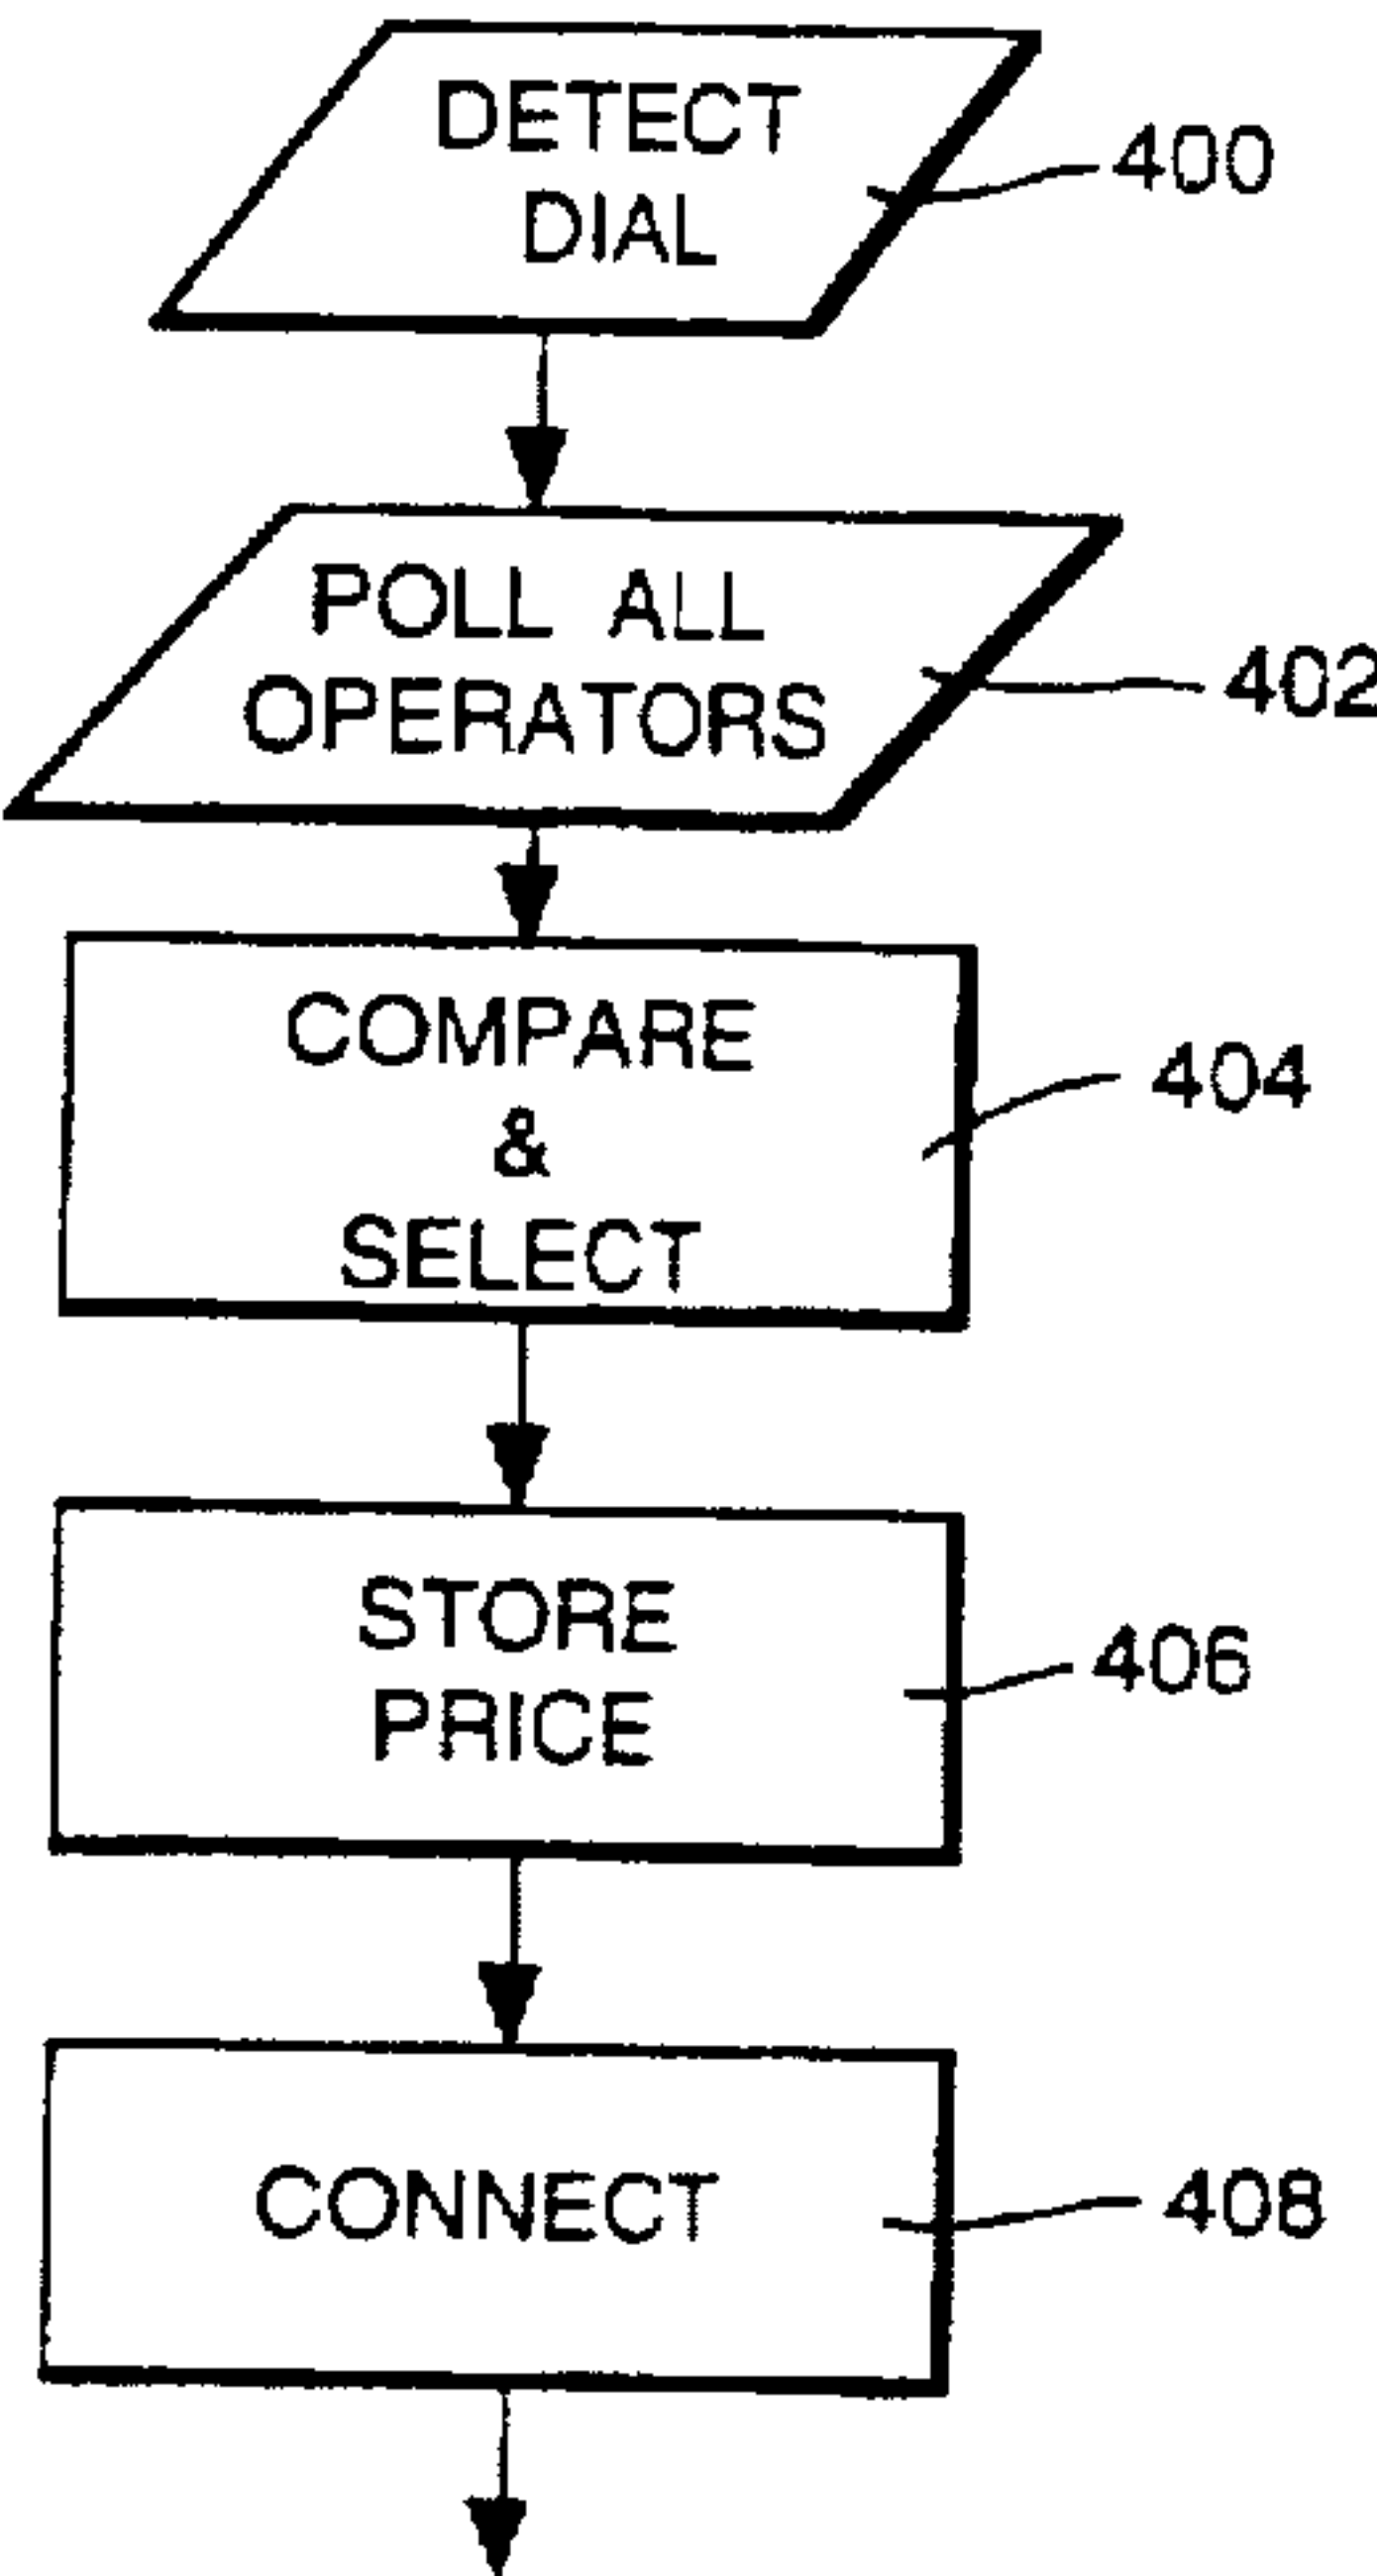 DETECT
DIAL
400
POLL ALL
OPERATORS
402
COMPARE
&
SELECT
404
STORE
PRICE
406
CONNECT
408